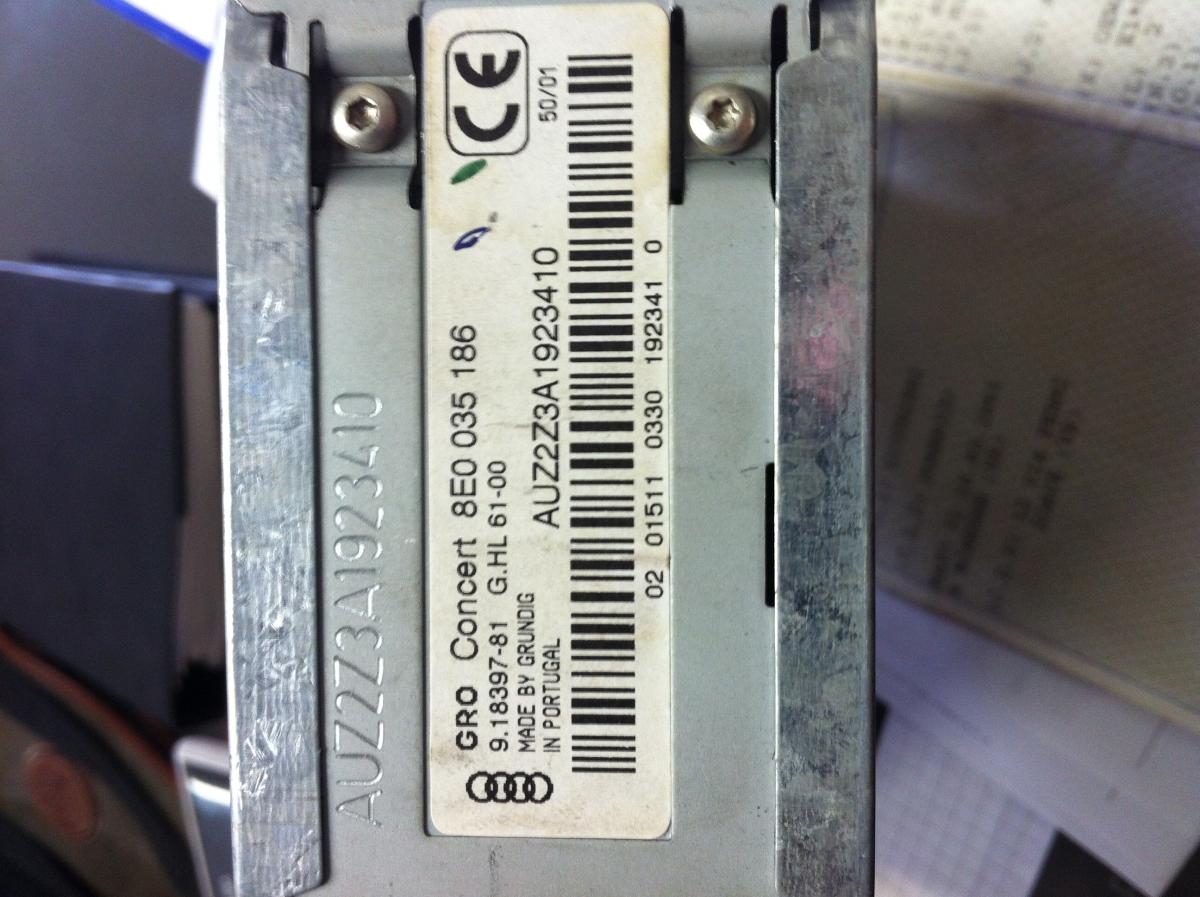 AUZ2Z3A1923410
GRO Concert 8E0 035 186
9.18397-81 G.HL 61-00
MADE BY GRUNDIG
IN PORTUGAL
AUZ2Z3A1923410
CE
50/01
02 01511 0330 192341 0